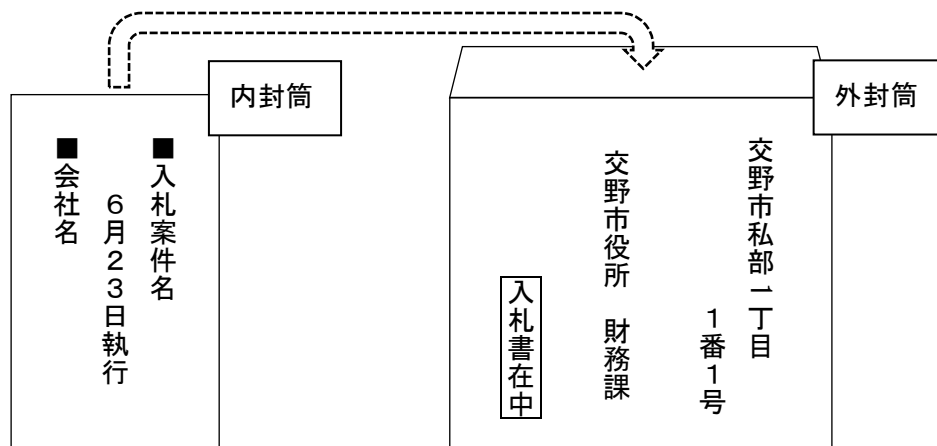 内封筒
■入札案件名
６月２３日執行
■会社名
外封筒
交野市私部一丁目
１番１号
交野市役所　財務課
入札書在中